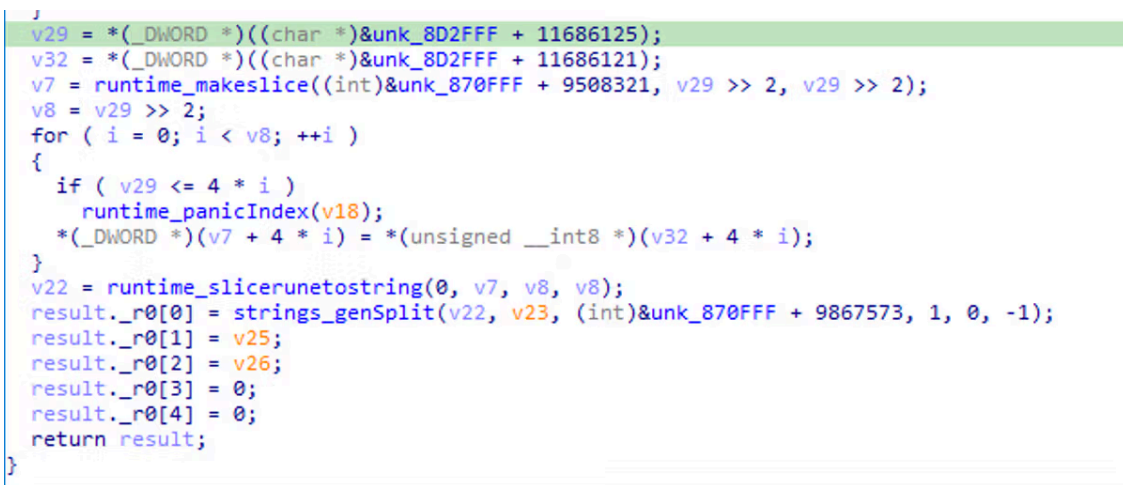 }
v29 = *(_DWORD *)((char *)&unk_8D2FFF + 11686125);
v32 = *(_DWORD *)((char *)&unk_8D2FFF + 11686121);
v7 = runtime_makeslice((int)&unk_870FFF + 9508321, v29 >> 2, v29 >> 2);
v8 = v29 >> 2;
for ( i = 0; i < v8; ++i )
{
if ( v29 <= 4 * i )
runtime_panicIndex(v18);
*(_DWORD *)(v7 + 4 * i) = *(unsigned __int8 *)(v32 + 4 * i);
}
v22 = runtime_slicerunetostring(0, v7, v8, v8);
result._r0[0] = strings_genSplit(v22, v23, (int)&unk_870FFF + 9867573, 1, 0, -1);
result._r0[1] = v25;
result._r0[2] = v26;
result._r0[3] = 0;
result._r0[4] = 0;
return result;
}